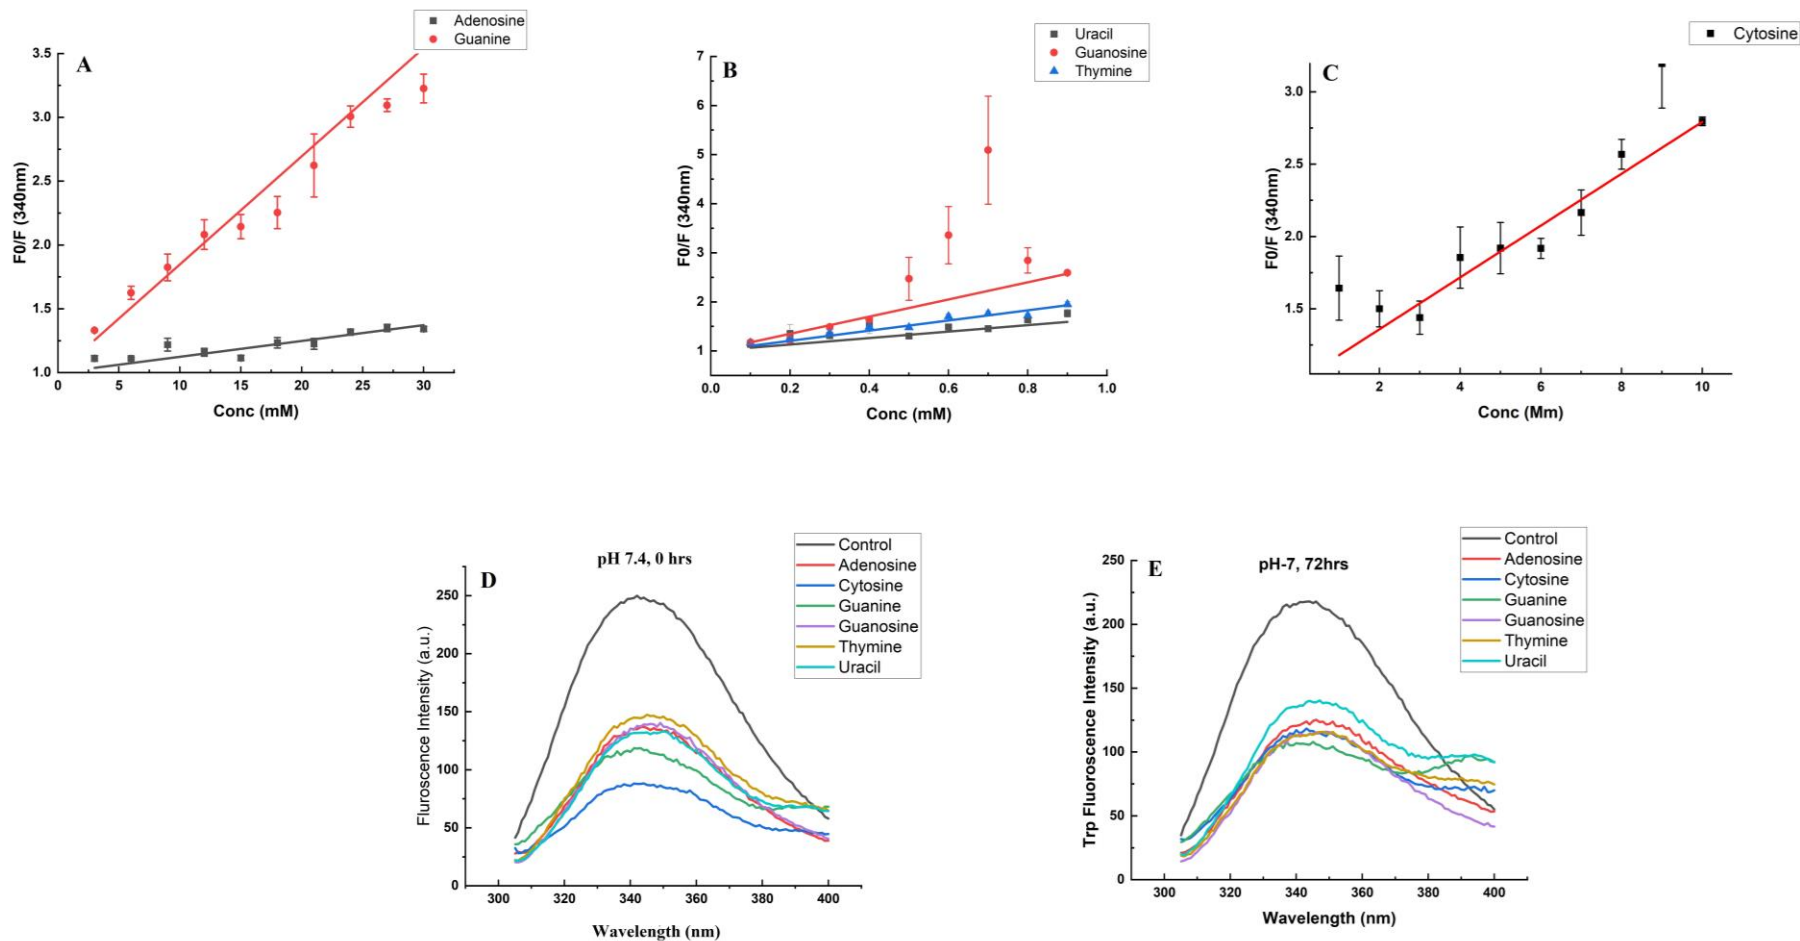 Adenosine
Guanine
A
3.5
3.0
2.5
2.0
1.5
1.0
F0/F (340nm)
0 5 10 15 20 25 30
Conc (mM)
Uracil
Guanosine
Thymine
B
7
6
5
4
3
2
1
F0/F (340nm)
0.0 0.2 0.4 0.6 0.8 1.0
Conc (mM)
Cytosine
C
3.0
2.5
2.0
1.5
F0/F (340nm)
2 4 6 8 10
Conc (Mm)
D
pH 7.4, 0 hrs
Control
Adenosine
Cytosine
Guanine
Guanosine
Thymine
Uracil
250
200
150
100
50
0
Fluroscence Intensity (a.u.)
300 320 340 360 380 400
Wavelength (nm)
E
pH-7, 72hrs
Control
Adenosine
Cytosine
Guanine
Guanosine
Thymine
Uracil
250
200
150
100
50
0
Trp Fluoroscence Intensity (a.u.)
300 320 340 360 380 400
Wavelength (nm)